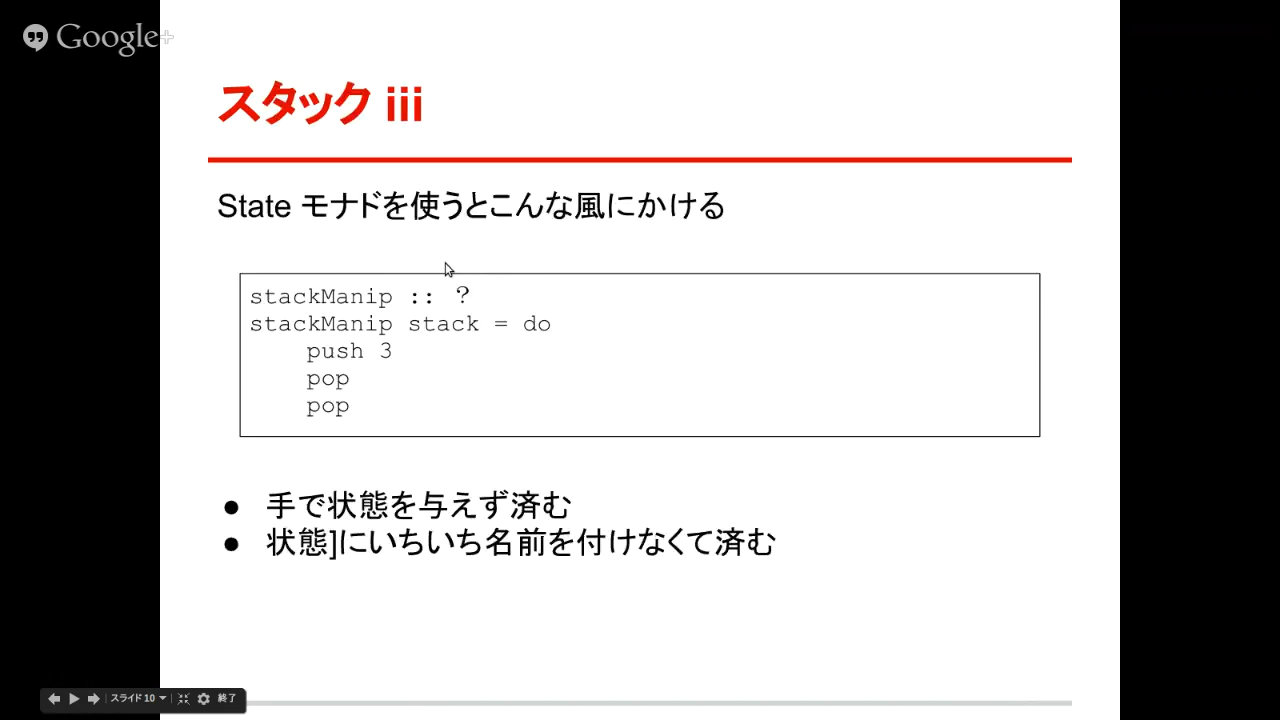 Google+
スタック iii
State モナドを使うとこんな風にかける
stackManip :: ?
stackManip stack = do
    push 3
    pop
    pop
● 手で状態を与えず済む
● 状態]にいちいち名前を付けなくて済む
スライド 10 終了